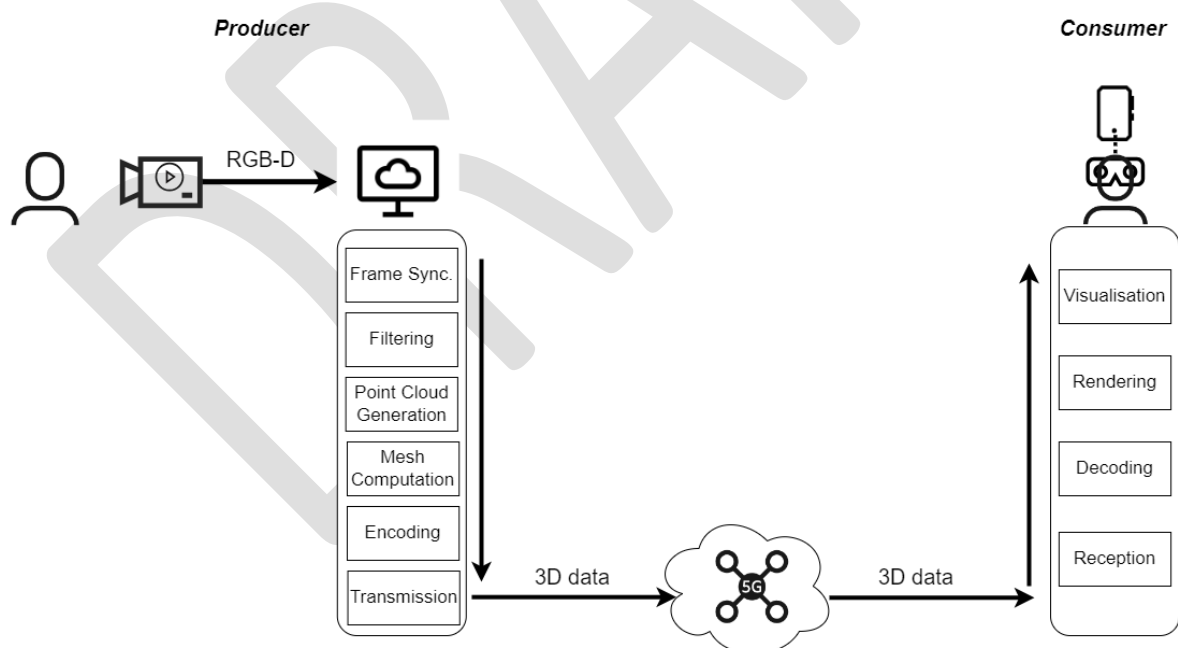 Producer
Consumer
RGB-D
Frame Sync.
Filtering
Point Cloud
Generation
Mesh
Computation
Encoding
Transmission
3D data
5G
3D data
Visualisation
Rendering
Decoding
Reception